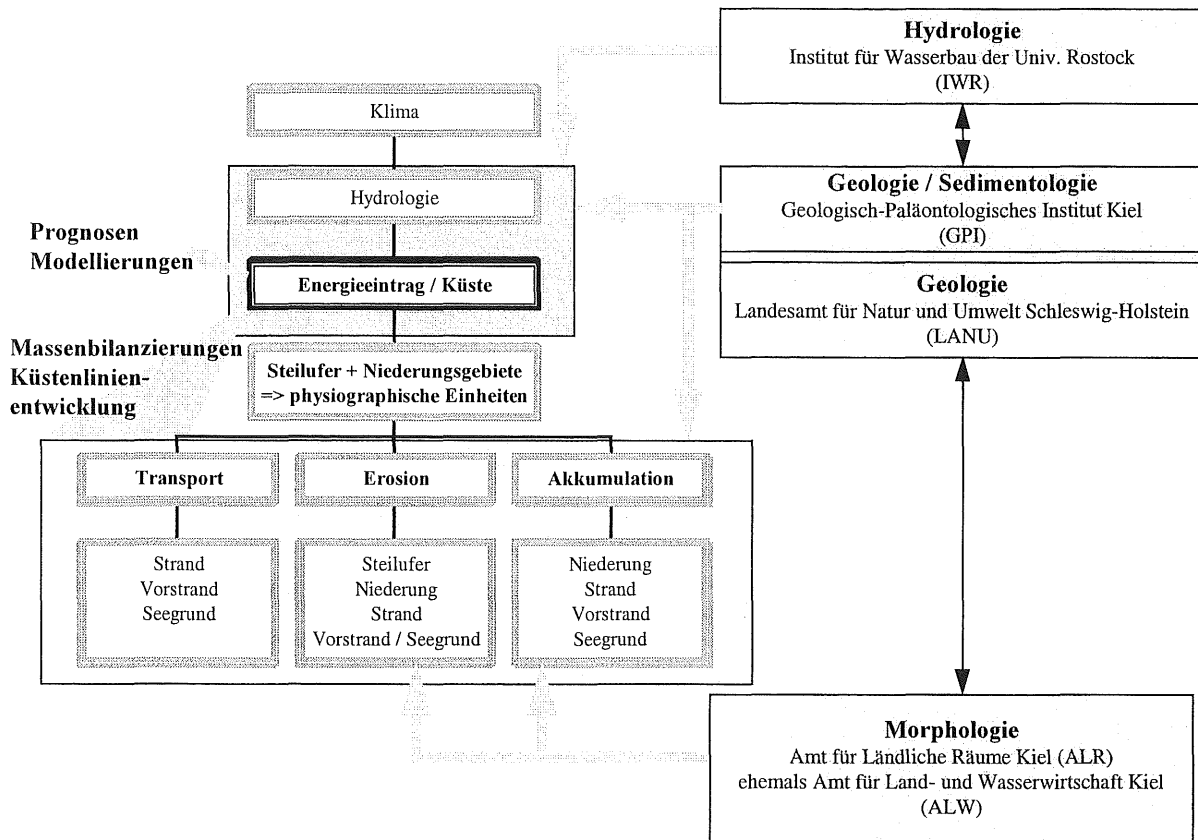 Klima
Hydrologie
Energieeintrag / Küste
Steilufer + Niederungsgebiete
=> physiographische Einheiten
Prognosen
Modellierungen
Massenbilanzierungen
Küstenlinien-
entwicklung
Transport
Strand
Vorstrand
Seegrund
Erosion
Steilufer
Niederung
Strand
Vorstrand / Seegrund
Akkumulation
Niederung
Strand
Vorstrand
Seegrund
Hydrologie
Institut für Wasserbau der Univ. Rostock
(IWR)
Geologie / Sedimentologie
Geologisch-Paläontologisches Institut Kiel
(GPI)
Geologie
Landesamt für Natur und Umwelt Schleswig-Holstein
(LANU)
Morphologie
Amt für Ländliche Räume Kiel (ALR)
ehemals Amt für Land- und Wasserwirtschaft Kiel
(ALW)